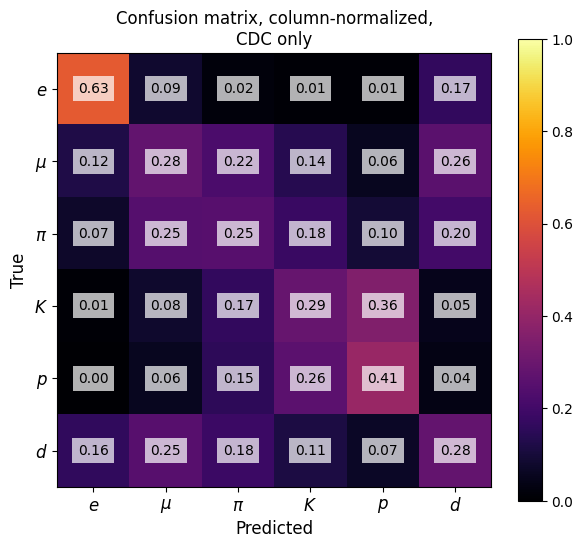 Confusion matrix, column-normalized,
CDC only
e 0.63 0.09 0.02 0.01 0.01 0.17
μ 0.12 0.28 0.22 0.14 0.06 0.26
π 0.07 0.25 0.25 0.18 0.10 0.20
K 0.01 0.08 0.17 0.29 0.36 0.05
p 0.00 0.06 0.15 0.26 0.41 0.04
d 0.16 0.25 0.18 0.11 0.07 0.28
e μ π K p d
Predicted
True
1.0
0.8
0.6
0.4
0.2
0.0